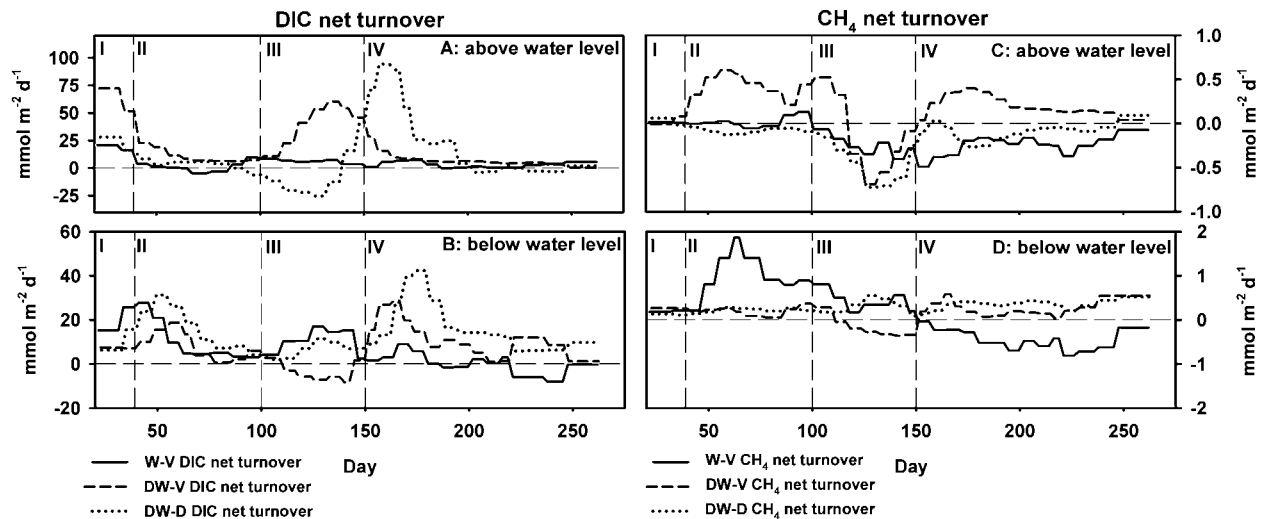 DIC net turnover
CH4 net turnover
I II III IV A: above water level
100
75
50
25
0
-25
mmol m-2 d-1
I II III IV C: above water level
1.0
0.5
0.0
-0.5
-1.0
mmol m-2 d-1
I II III IV B: below water level
60
40
20
0
-20
mmol m-2 d-1
I II III IV D: below water level
2
1
0
-1
-2
mmol m-2 d-1
50 100 150 200 250
Day
50 100 150 200 250
Day
W-V DIC net turnover
DW-V DIC net turnover
DW-D DIC net turnover
W-V CH4 net turnover
DW-V CH4 net turnover
DW-D CH4 net turnover